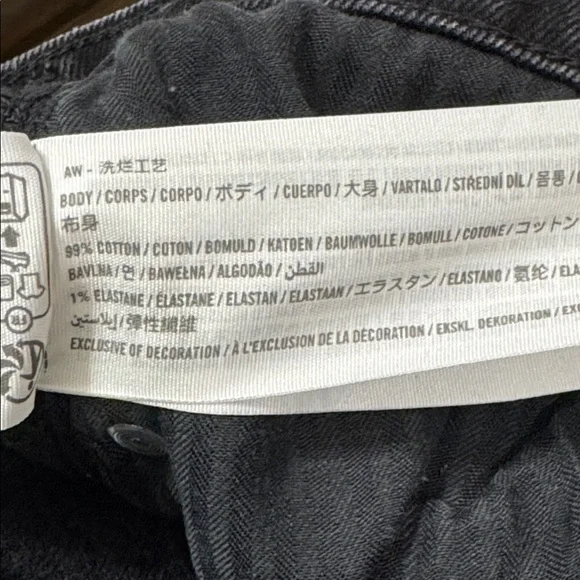 AW - 洗烂工艺
BODY / CORPS / CORPO / ボディ / CUERPO / 大身 / VARTALO / STŘEDNÍ DÍL / 몸통 /
布身
99% COTTON / COTON / BOMULD / KATOEN / BAUMWOLLE / BOMULL / COTONE / コットン
BAVLNA / 면 / BAWEŁNA / ALGODÃO / القطن /
1% ELASTANE / ÉLASTANE / ELASTAN / ELASTAAN / エラスタン / ELASTANO / 氨纶 /
إيلاستين / 彈性纖維
EXCLUSIVE OF DECORATION / À L'EXCLUSION DE LA DÉCORATION / EKSKL. DEKORATION /